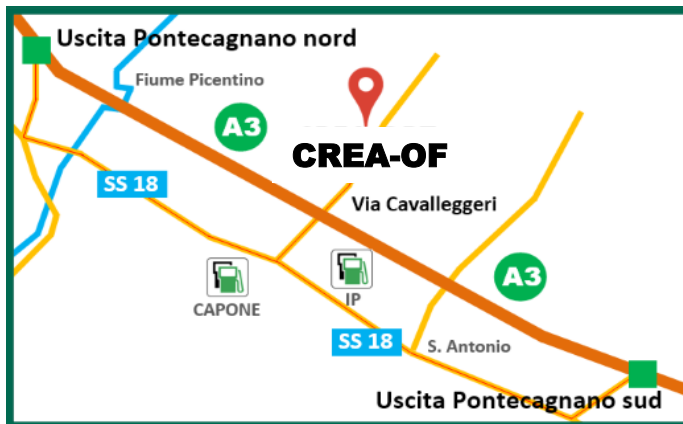 Uscita Pontecagnano nord
Fiume Picentino
A3
CREA-OF
SS 18
Via Cavalleggeri
A3
CAPONE
IP
SS 18
S. Antonio
Uscita Pontecagnano sud